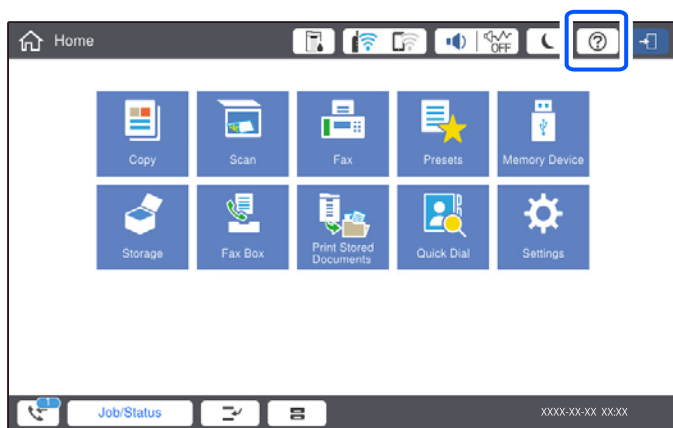 Home
OFF
?
Copy
Scan
Fax
Presets
Memory Device
Storage
Fax Box
Print Stored
Documents
Quick Dial
Settings
1
Job/Status
XXXX-XX-XX XX:XX